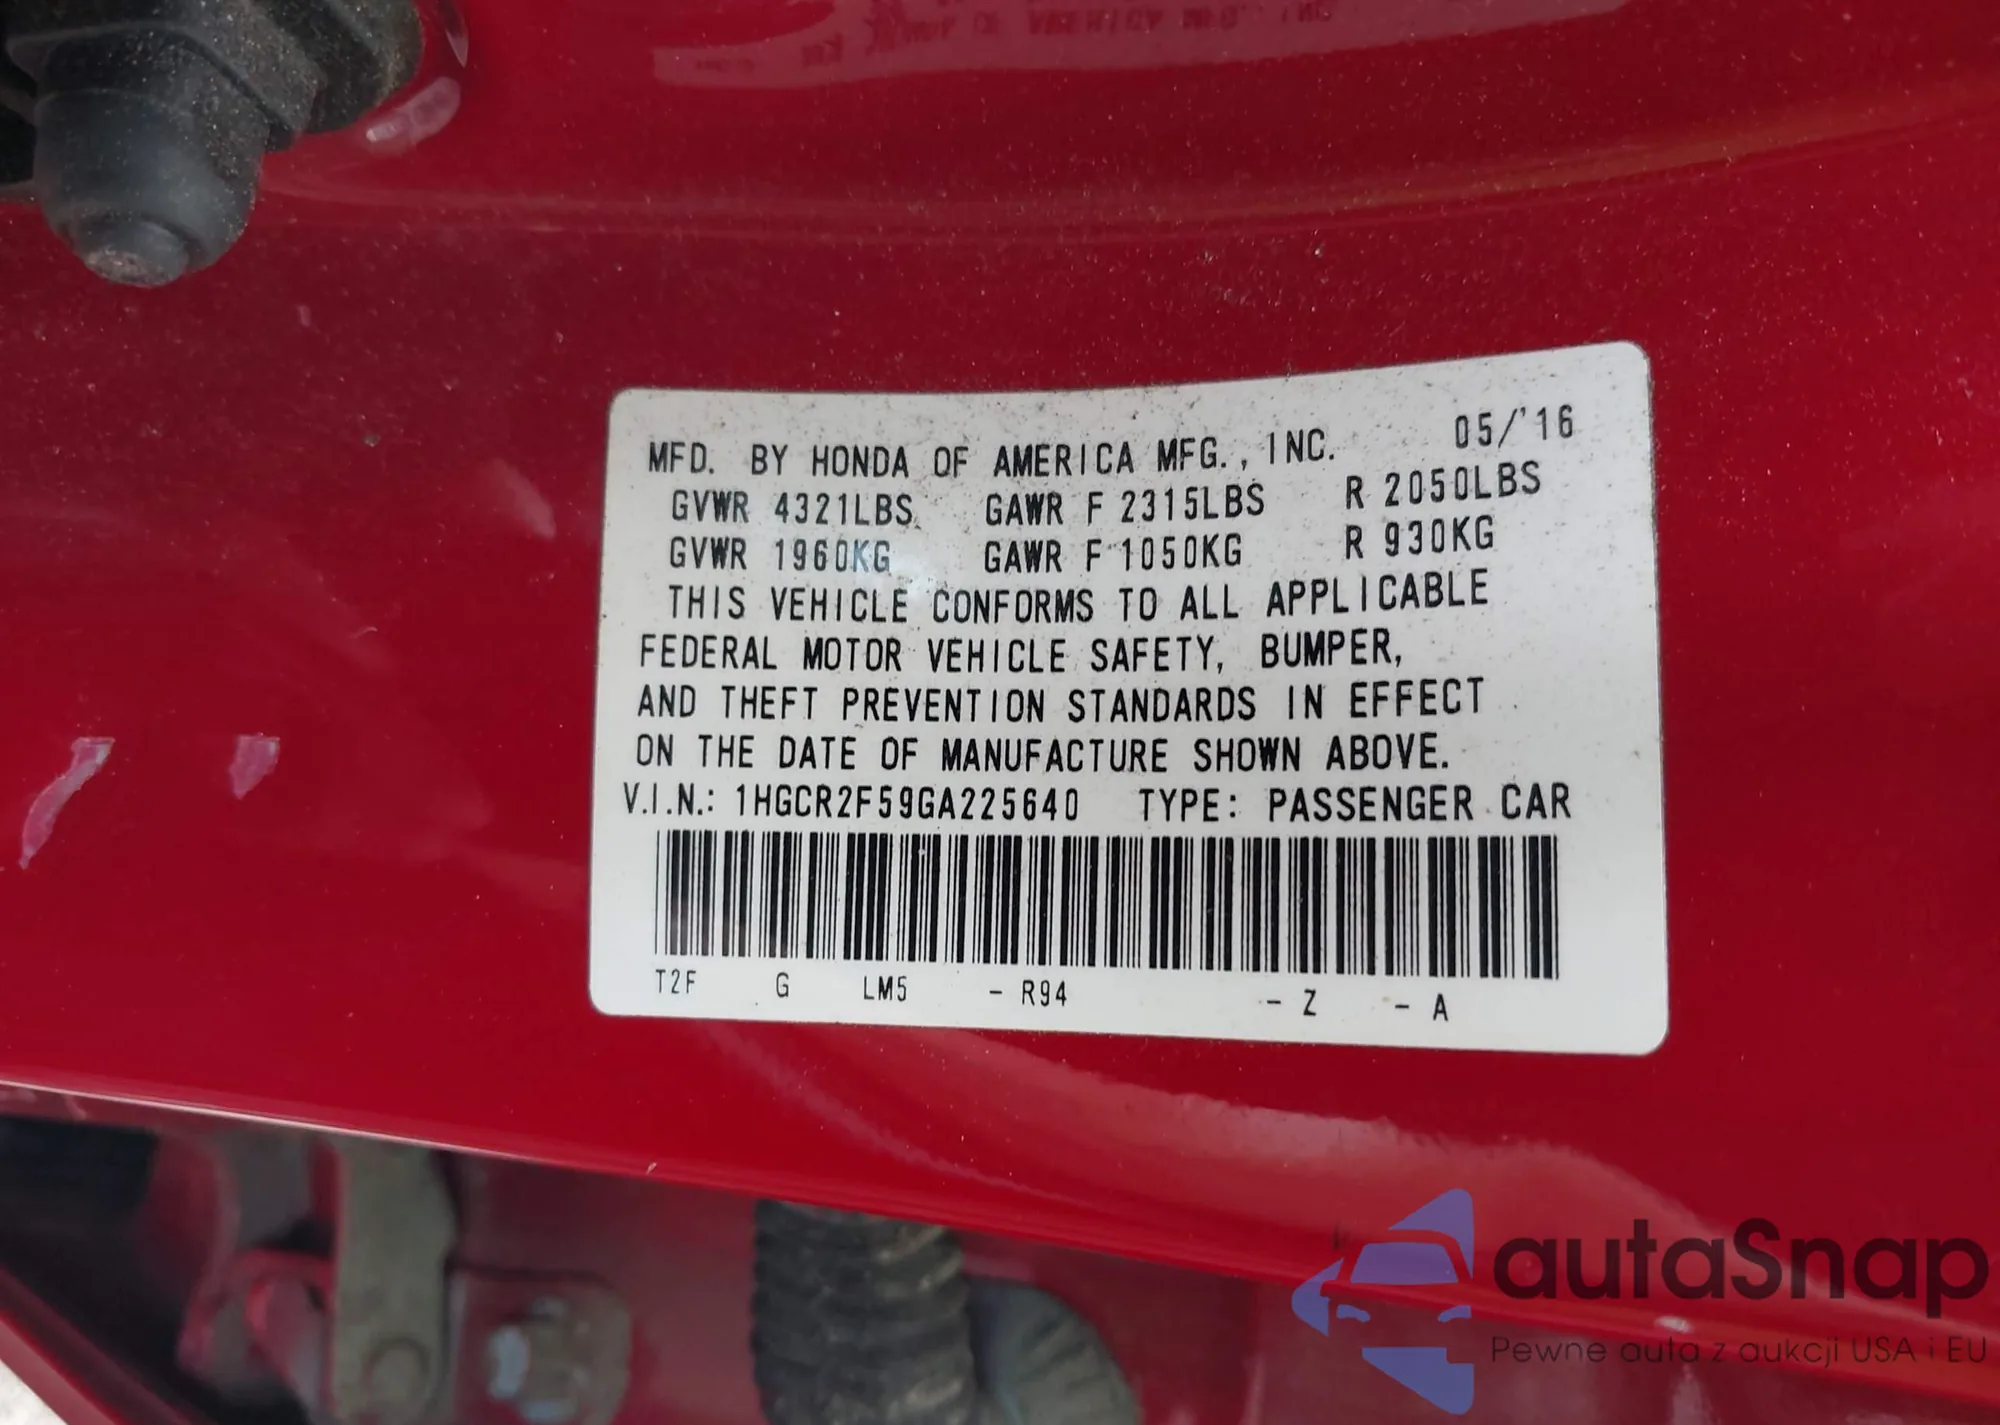 MFD. BY HONDA OF AMERICA MFG., INC. 05/'16
GVWR 4321LBS GAWR F 2315LBS R 2050LBS
GVWR 1960KG GAWR F 1050KG R 930KG
THIS VEHICLE CONFORMS TO ALL APPLICABLE
FEDERAL MOTOR VEHICLE SAFETY, BUMPER,
AND THEFT PREVENTION STANDARDS IN EFFECT
ON THE DATE OF MANUFACTURE SHOWN ABOVE.
V.I.N.: 1HGCR2F59GA225640 TYPE: PASSENGER CAR
T2F G LM5 - R94 - Z - A
autaSnap
Pewne auta z aukcji USA i EU